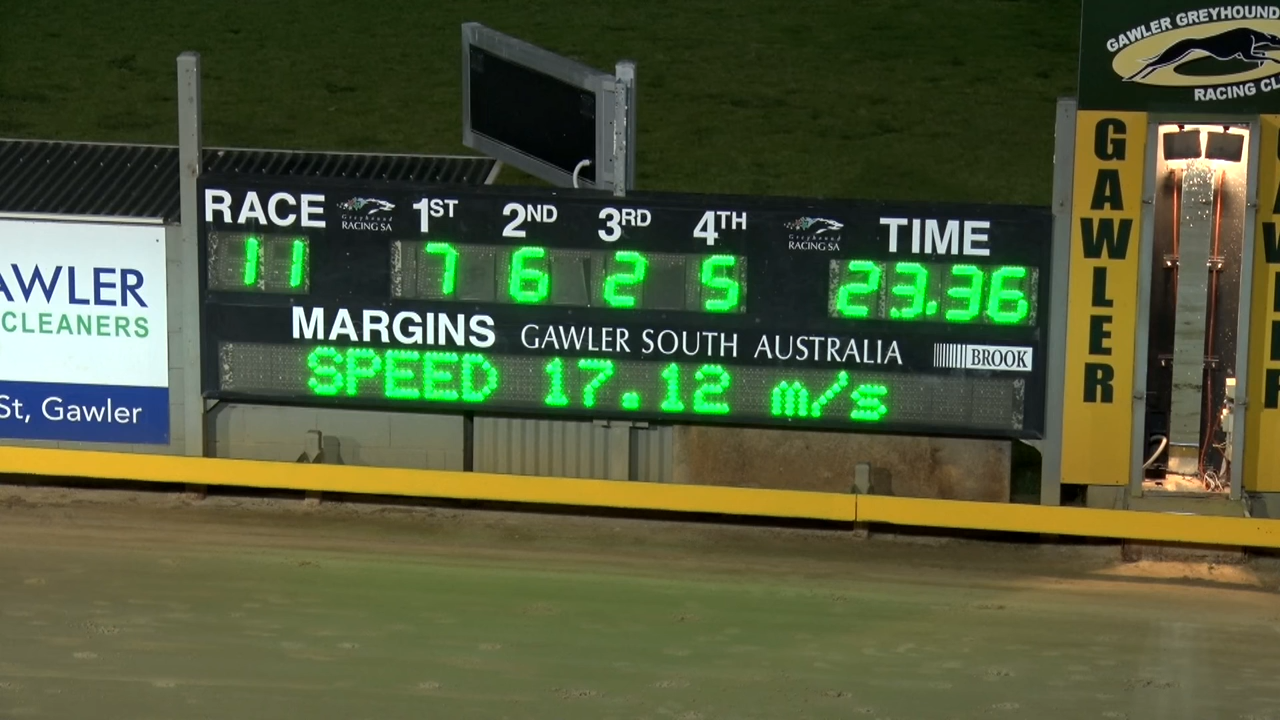 GAWLER GREYHOUND
RACING CL
GAWLER
RACE
Greyhound
RACING SA
1ST
2ND
3RD
4TH
Greyhound
RACING SA
TIME
11
7
6
2
5
23.36
MARGINS
GAWLER SOUTH AUSTRALIA
BROOK
SPEED 17.12 m/s
AWLER
CLEANERS
St, Gawler